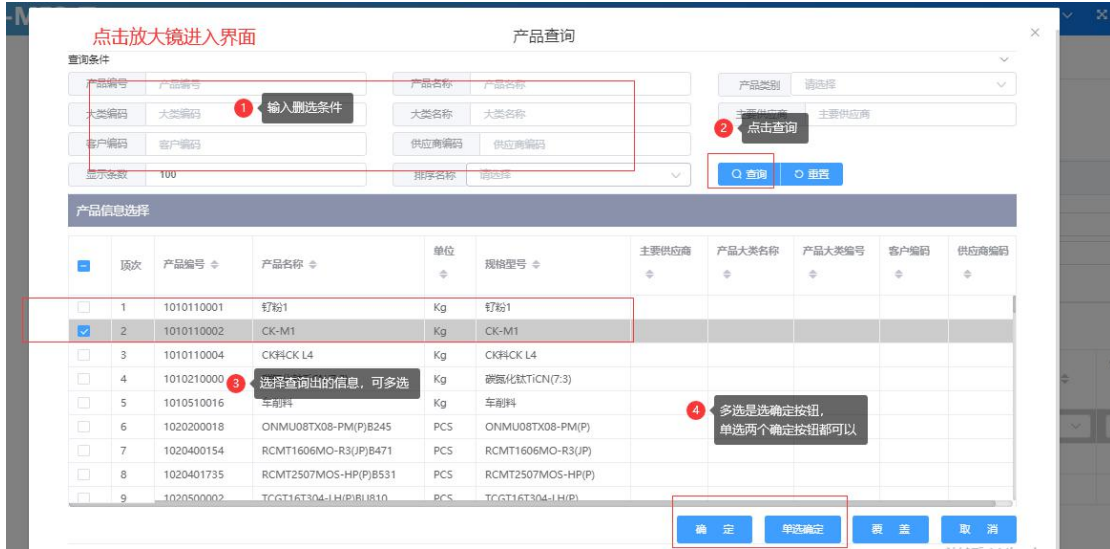 点击放大镜进入界面
产品查询
查询条件
产品编号 产品编号 产品名称 产品名称 产品类别 请选择
大类编码 大类编码 大类名称 大类名称 主要供应商 主要供应商
1 输入删选条件
2 点击查询
客户编码 客户编码 供应商编码 供应商编码
显示条数 100 排序名称 请选择 查询 重置
产品信息选择
顶次 产品编号 产品名称 单位 规格型号 主要供应商 产品大类名称 产品大类编号 客户编码 供应商编码
1 1010110001 钌粉1 Kg 钌粉1
2 1010110002 CK-M1 Kg CK-M1
3 1010110004 CK料CK L4 Kg CK料CK L4
4 1010210000 Kg 碳氮化钛TiCN(7:3)
3 选择查询出的信息，可多选
5 1010510016 车削料 Kg 车削料
4 多选是选确定按钮，
单选两个确定按钮都可以
6 1020200018 ONMU08TX08-PM(P)B245 PCS ONMU08TX08-PM(P)
7 1020400154 RCMT1606MO-R3(JP)B471 PCS RCMT1606MO-R3(JP)
8 1020401735 RCMT2507MOS-HP(P)B531 PCS RCMT2507MOS-HP(P)
9 1020500002 TCGT16T304-LH(P)BU810 PCS TCGT16T304-LH(P)
确 定 单选确定 覆 盖 取 消